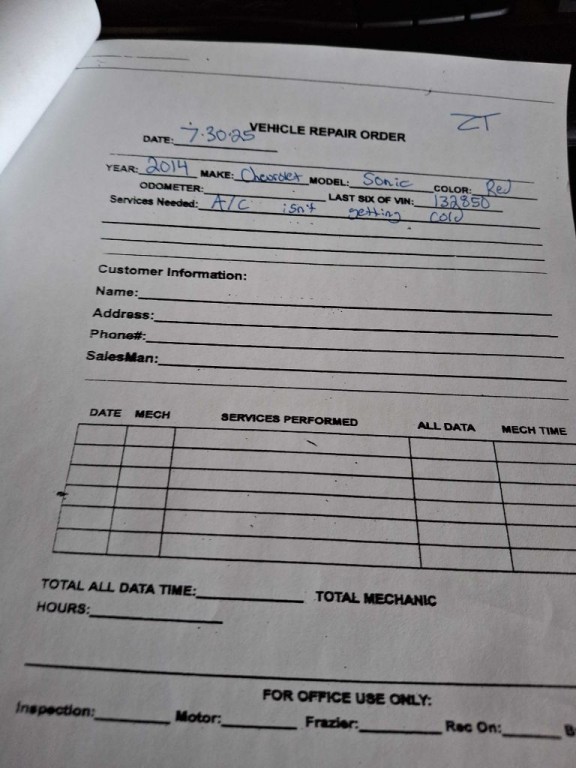 ZT
VEHICLE REPAIR ORDER
DATE: 7-30-25
YEAR: 2014 MAKE: Chevrolet MODEL: Sonic COLOR: Red
ODOMETER: LAST SIX OF VIN: 132850
Services Needed: A/C isn't getting cold
Customer Information:
Name:
Address:
Phone#:
SalesMan:
DATE MECH SERVICES PERFORMED ALL DATA MECH TIME
TOTAL ALL DATA TIME: TOTAL MECHANIC
HOURS:
FOR OFFICE USE ONLY:
Inspection: Motor: Frazier: Rec On: B